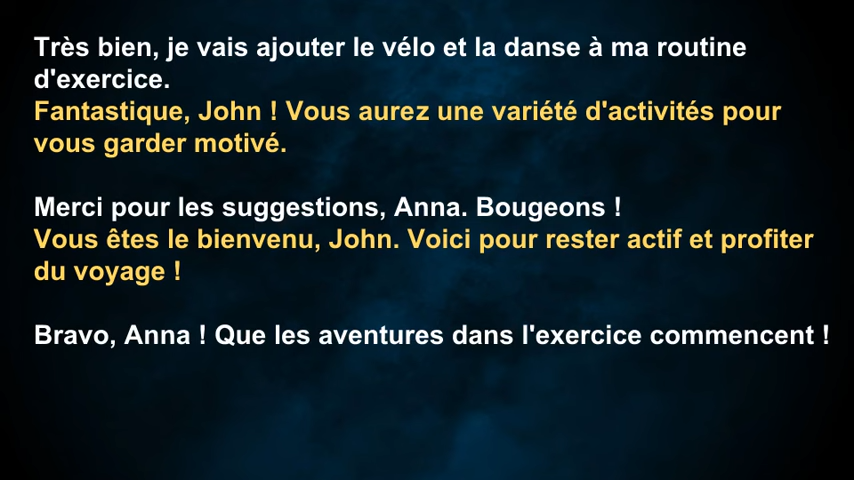 Très bien, je vais ajouter le vélo et la danse à ma routine
d'exercice.
Fantastique, John ! Vous aurez une variété d'activités pour
vous garder motivé.
Merci pour les suggestions, Anna. Bougeons !
Vous êtes le bienvenu, John. Voici pour rester actif et profiter
du voyage !
Bravo, Anna ! Que les aventures dans l'exercice commencent !